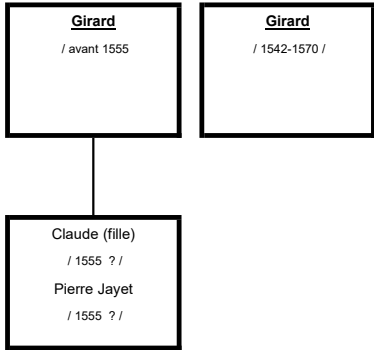 Girard
/ avant 1555
Girard
/ 1542-1570 /
Claude (fille)
/ 1555 ? /
Pierre Jayet
/ 1555 ? /